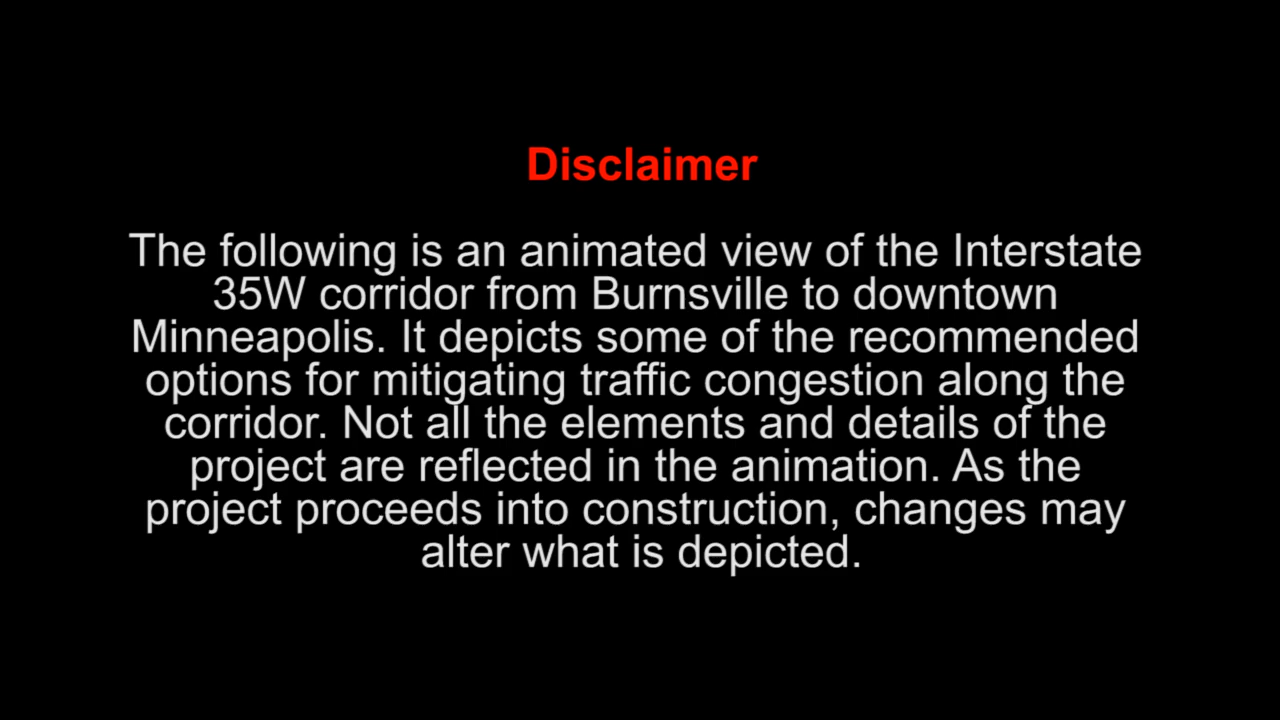 Disclaimer
The following is an animated view of the Interstate
35W corridor from Burnsville to downtown
Minneapolis. It depicts some of the recommended
options for mitigating traffic congestion along the
corridor. Not all the elements and details of the
project are reflected in the animation. As the
project proceeds into construction, changes may
alter what is depicted.